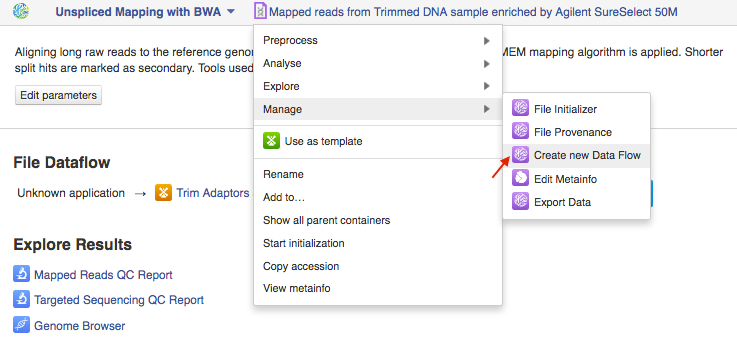 Unspliced Mapping with BWA
Mapped reads from Trimmed DNA sample enriched by Agilent SureSelect 50M
Aligning long raw reads to the reference geno
MEM mapping algorithm is applied. Shorter
split hits are marked as secondary. Tools used
Edit parameters
Preprocess
Analyse
Explore
Manage
Use as template
Rename
Add to…
Show all parent containers
Start initialization
Copy accession
View metainfo
File Initializer
File Provenance
Create new Data Flow
Edit Metainfo
Export Data
File Dataflow
Unknown application → Trim Adaptors
Explore Results
Mapped Reads QC Report
Targeted Sequencing QC Report
Genome Browser